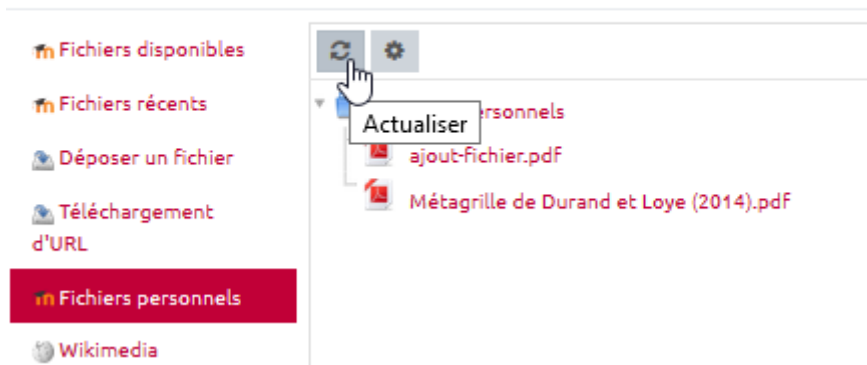 Fichiers disponibles
Fichiers récents
Déposer un fichier
Téléchargement
d'URL
Fichiers personnels
Wikimedia
Actualiser
ajout-fichier.pdf
Métagrille de Durand et Loye (2014).pdf